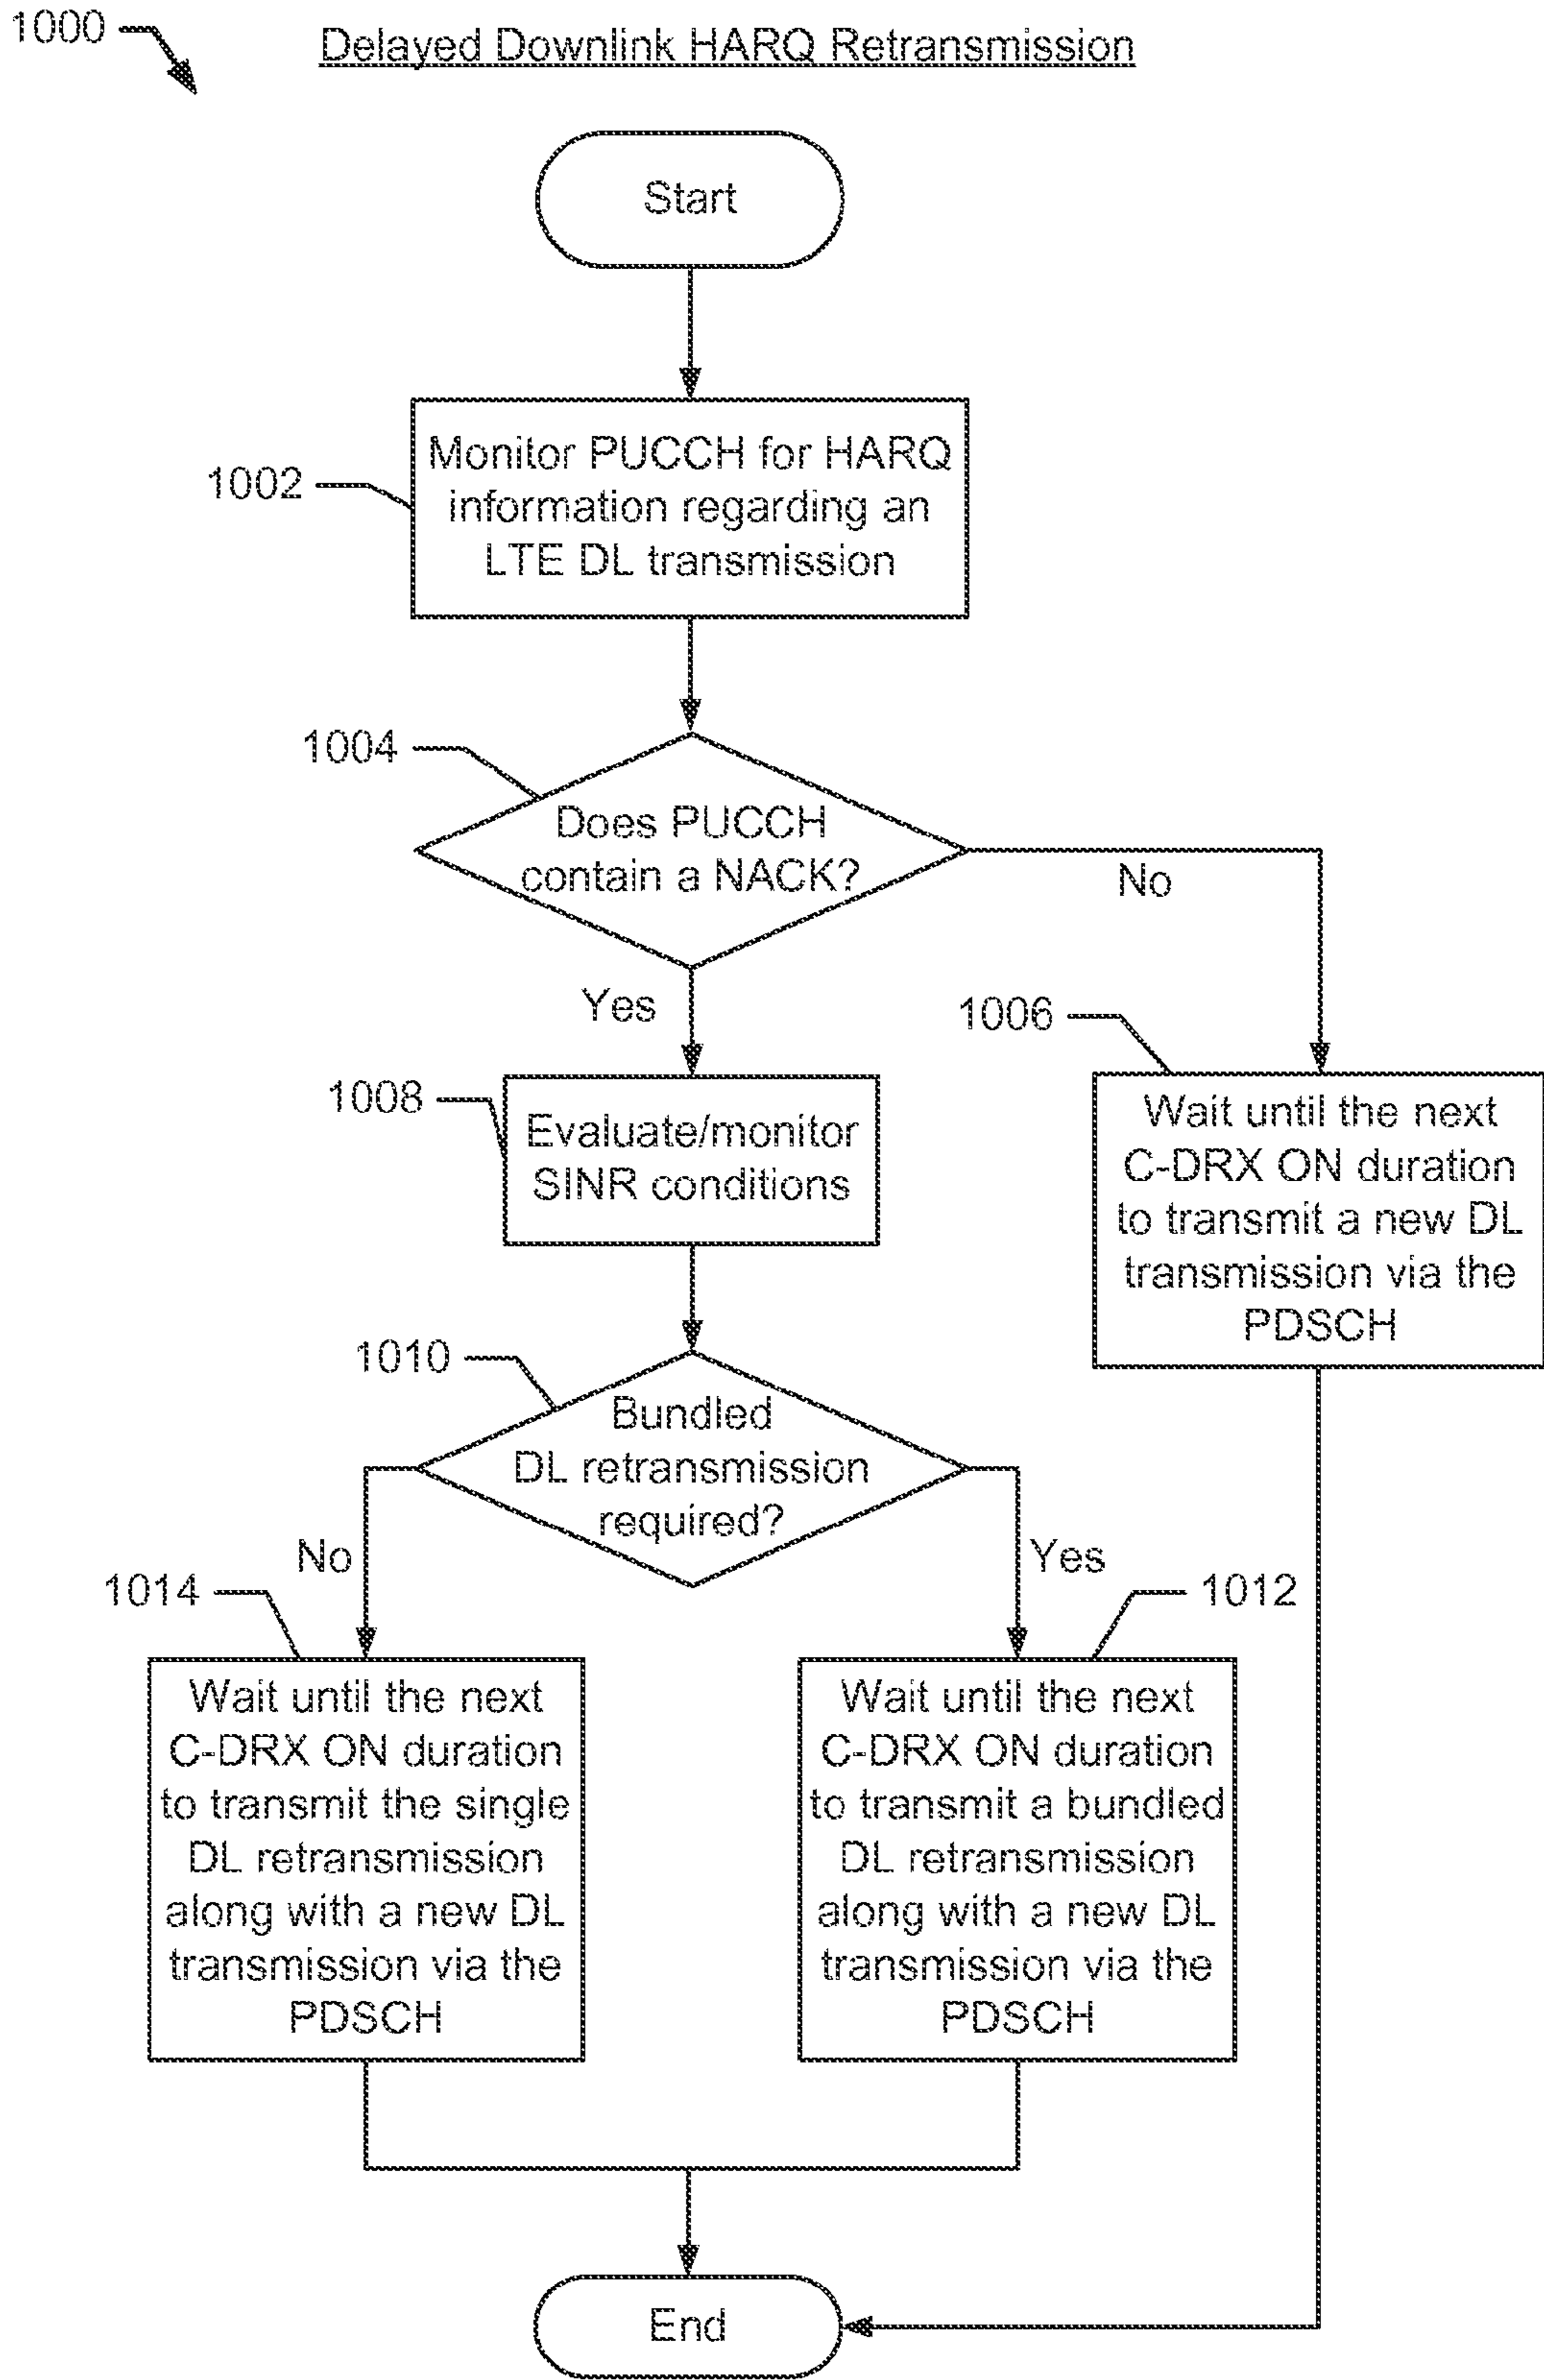 1000
Delayed Downlink HARQ Retransmission
Start
1002
Monitor PUCCH for HARQ
information regarding an
LTE DL transmission
1004
Does PUCCH
contain a NACK?
No
Yes
1006
Wait until the next
C-DRX ON duration
to transmit a new DL
transmission via the
PDSCH
1008
Evaluate/monitor
SINR conditions
1010
Bundled
DL retransmission
required?
No
Yes
1014
Wait until the next
C-DRX ON duration
to transmit the single
DL retransmission
along with a new DL
transmission via the
PDSCH
1012
Wait until the next
C-DRX ON duration
to transmit a bundled
DL retransmission
along with a new DL
transmission via the
PDSCH
End